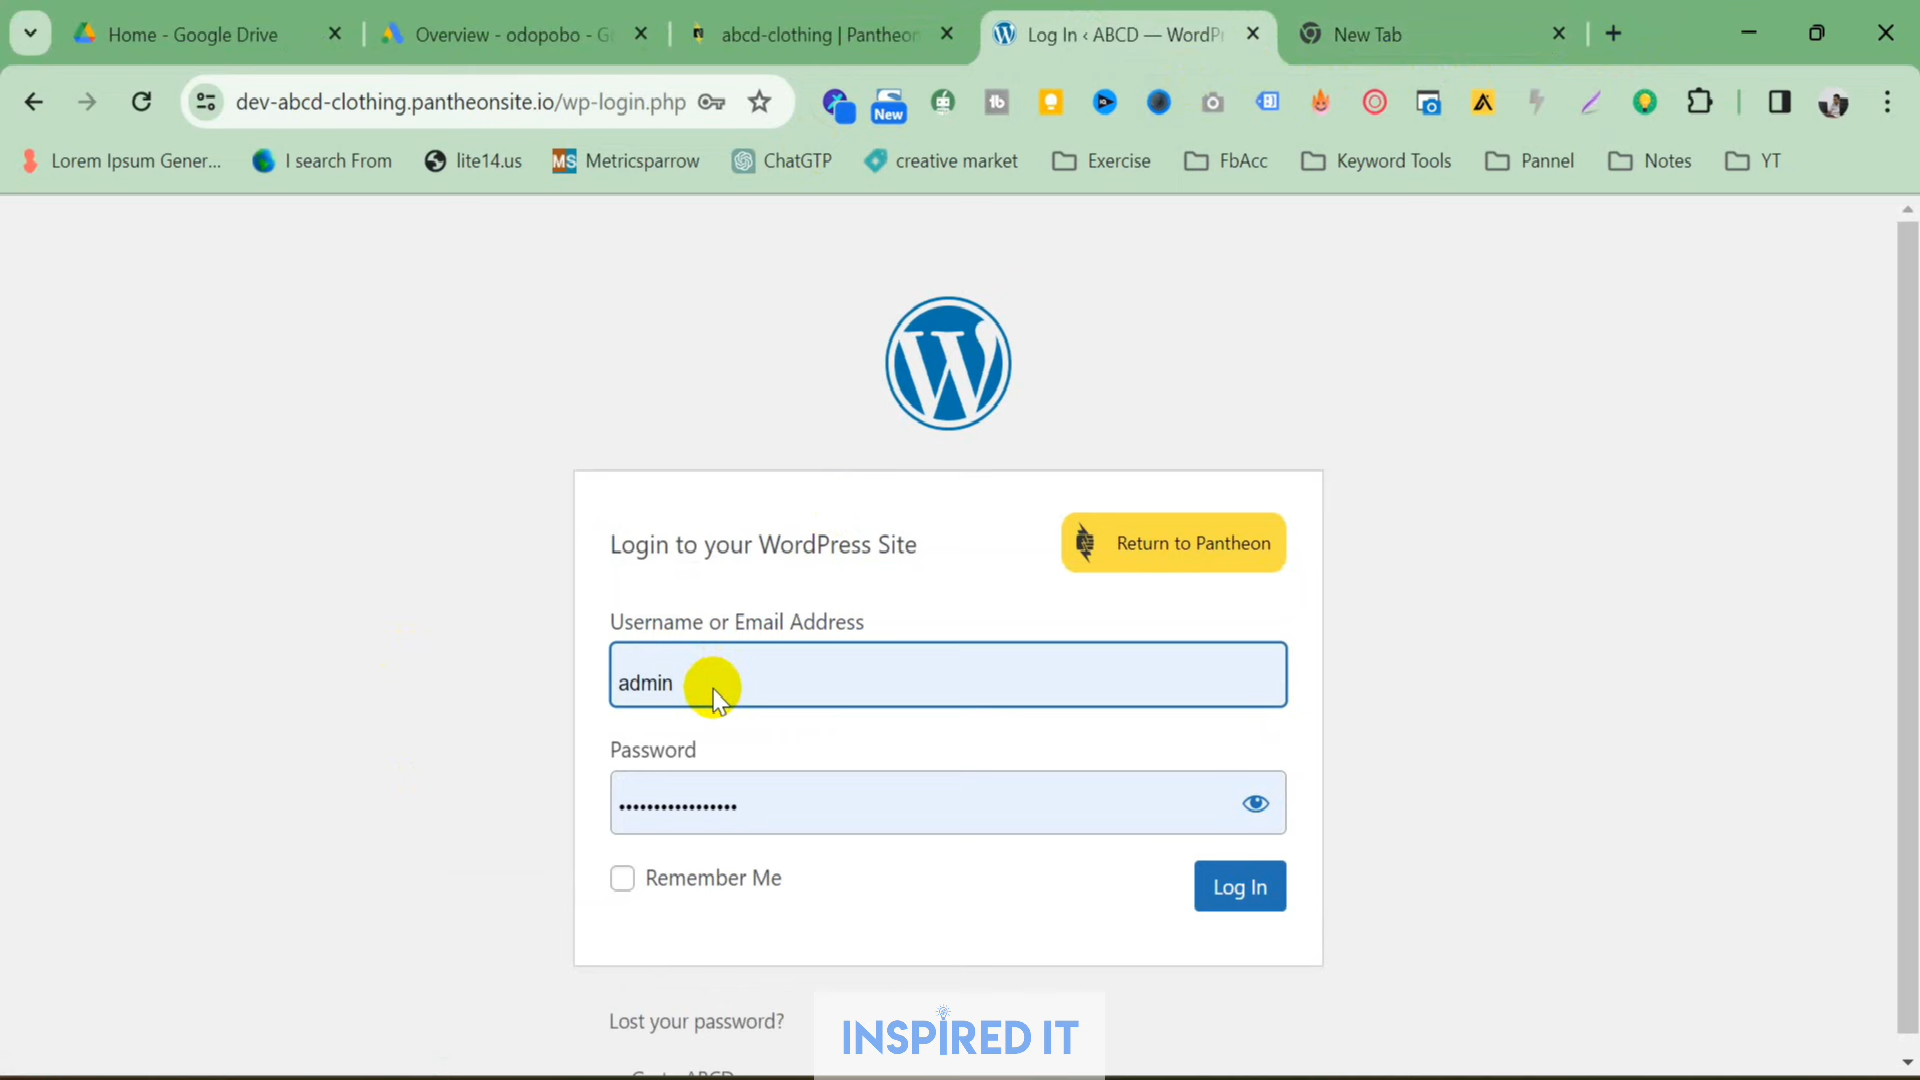 Home - Google Drive
Overview - odopobo - G
abcd-clothing | Pantheon
Log In ‹ ABCD — WordPr
New Tab
dev-abcd-clothing.pantheonsite.io/wp-login.php
New
Lorem Ipsum Gener...
I search From
lite14.us
MS Metricsparrow
ChatGTP
creative market
Exercise
FbAcc
Keyword Tools
Pannel
Notes
YT
Login to your WordPress Site
Return to Pantheon
Username or Email Address
admin
Password
•••••••••••••••••
Remember Me
Log In
Lost your password?
INSPIRED IT